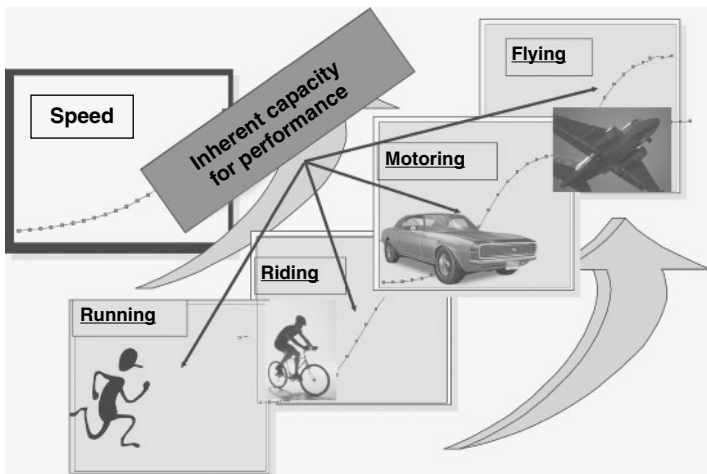 Flying
Speed
Inherent capacity
for performance
Motoring
Riding
Running